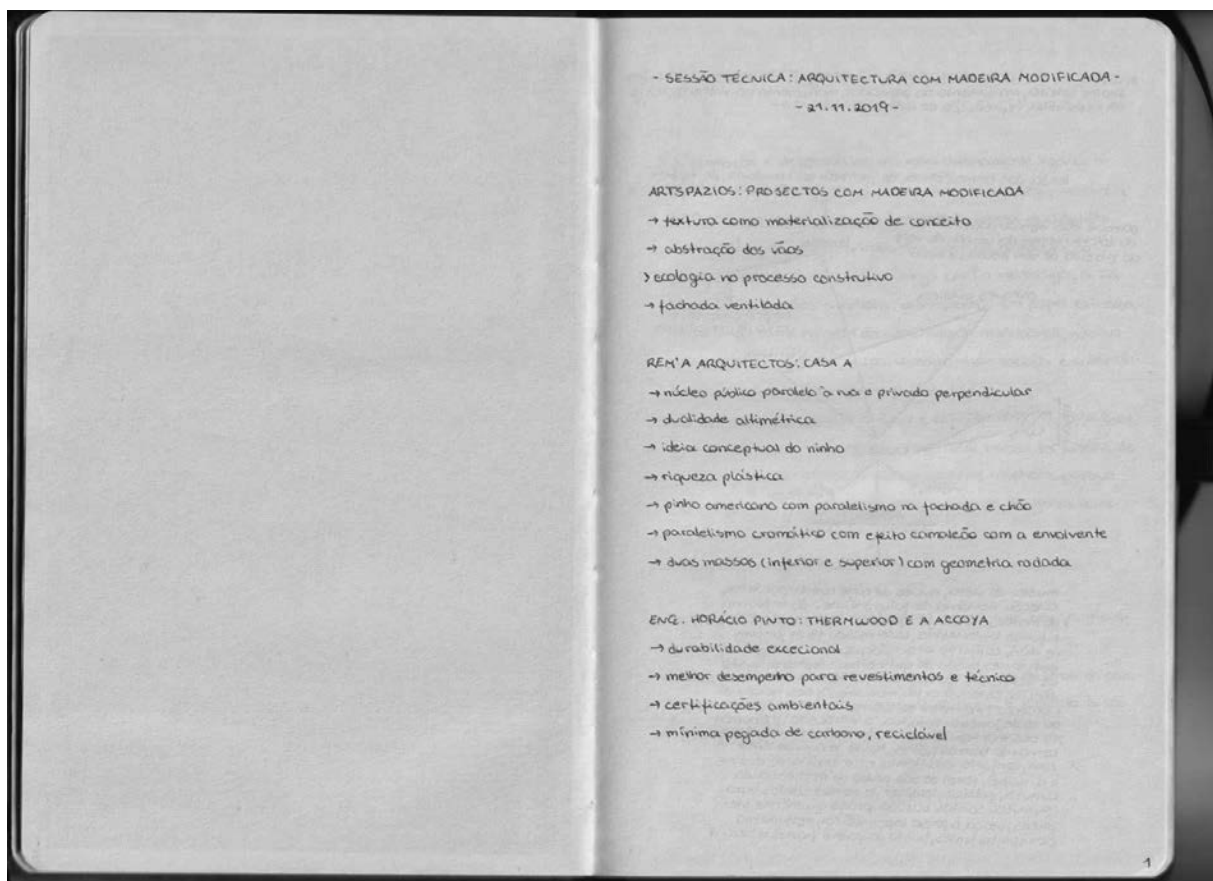 - SESSÃO TÉCNICA: ARQUITECTURA COM MADEIRA MODIFICADA -
- 21.11.2019 -
ARTSPAZIOS: PROJECTOS COM MADEIRA MODIFICADA
→ textura como materialização de conceito
→ abstração dos vãos
> ecologia no processo construtivo
→ fachada ventilada
REM'A ARQUITECTOS: CASA A
→ núcleo público paralelo à rua e privado perpendicular
→ dualidade altimétrica
→ ideia conceptual do ninho
→ riqueza plástica
→ pinho americano com paralelismo na fachada e chão
→ paralelismo cromático com efeito camaleão com a envolvente
→ duas massas (inferior e superior) com geometria rodada
ENG. HORÁCIO PINTO: THERMWOOD E A ACCOYA
→ durabilidade excecional
→ melhor desempenho para revestimentos e técnico
→ certificações ambientais
→ mínima pegada de carbono, reciclável
1